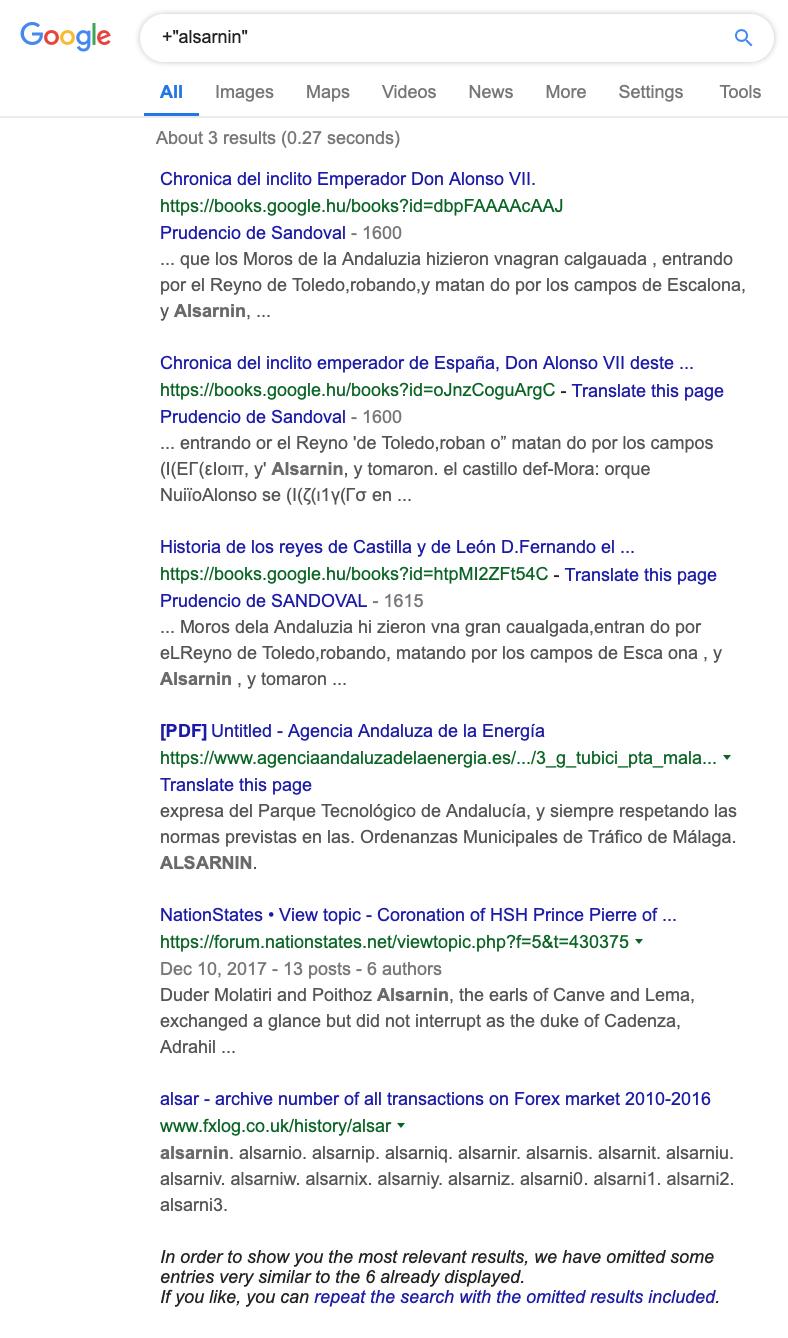 Google
+"alsarnin"
All Images Maps Videos News More Settings Tools
About 3 results (0.27 seconds)
Chronica del inclito Emperador Don Alonso VII.
https://books.google.hu/books?id=dbpFAAAAcAAJ
Prudencio de Sandoval - 1600
... que los Moros de la Andaluzia hizieron vnagran calgauada , entrando
por el Reyno de Toledo,robando,y matan do por los campos de Escalona,
y Alsarnin, ...
Chronica del inclito emperador de España, Don Alonso VII deste ...
https://books.google.hu/books?id=oJnzCoguArgC - Translate this page
Prudencio de Sandoval - 1600
... entrando or el Reyno 'de Toledo,roban o” matan do por los campos
(I(EΓ(εIoιπ, y' Alsarnin, y tomaron. el castillo def-Mora: orque
NuiïoAlonso se (I(ζ(ι1γ(Γσ en ...
Historia de los reyes de Castilla y de León D.Fernando el ...
https://books.google.hu/books?id=htpMI2ZFt54C - Translate this page
Prudencio de SANDOVAL - 1615
... Moros dela Andaluzia hi zieron vna gran caualgada,entran do por
eLReyno de Toledo,robando, matando por los campos de Esca ona , y
Alsarnin , y tomaron ...
[PDF] Untitled - Agencia Andaluza de la Energía
https://www.agenciaandaluzadelaenergia.es/.../3_g_tubici_pta_mala...
Translate this page
expresa del Parque Tecnológico de Andalucía, y siempre respetando las
normas previstas en las. Ordenanzas Municipales de Tráfico de Málaga.
ALSARNIN.
NationStates • View topic - Coronation of HSH Prince Pierre of ...
https://forum.nationstates.net/viewtopic.php?f=5&t=430375
Dec 10, 2017 - 13 posts - 6 authors
Duder Molatiri and Poithoz Alsarnin, the earls of Canve and Lema,
exchanged a glance but did not interrupt as the duke of Cadenza,
Adrahil ...
alsar - archive number of all transactions on Forex market 2010-2016
www.fxlog.co.uk/history/alsar
alsarnin. alsarnio. alsarnip. alsarniq. alsarnir. alsarnis. alsarnit. alsarniu.
alsarniv. alsarniw. alsarnix. alsarniy. alsarniz. alsarni0. alsarni1. alsarni2.
alsarni3.
In order to show you the most relevant results, we have omitted some
entries very similar to the 6 already displayed.
If you like, you can repeat the search with the omitted results included.